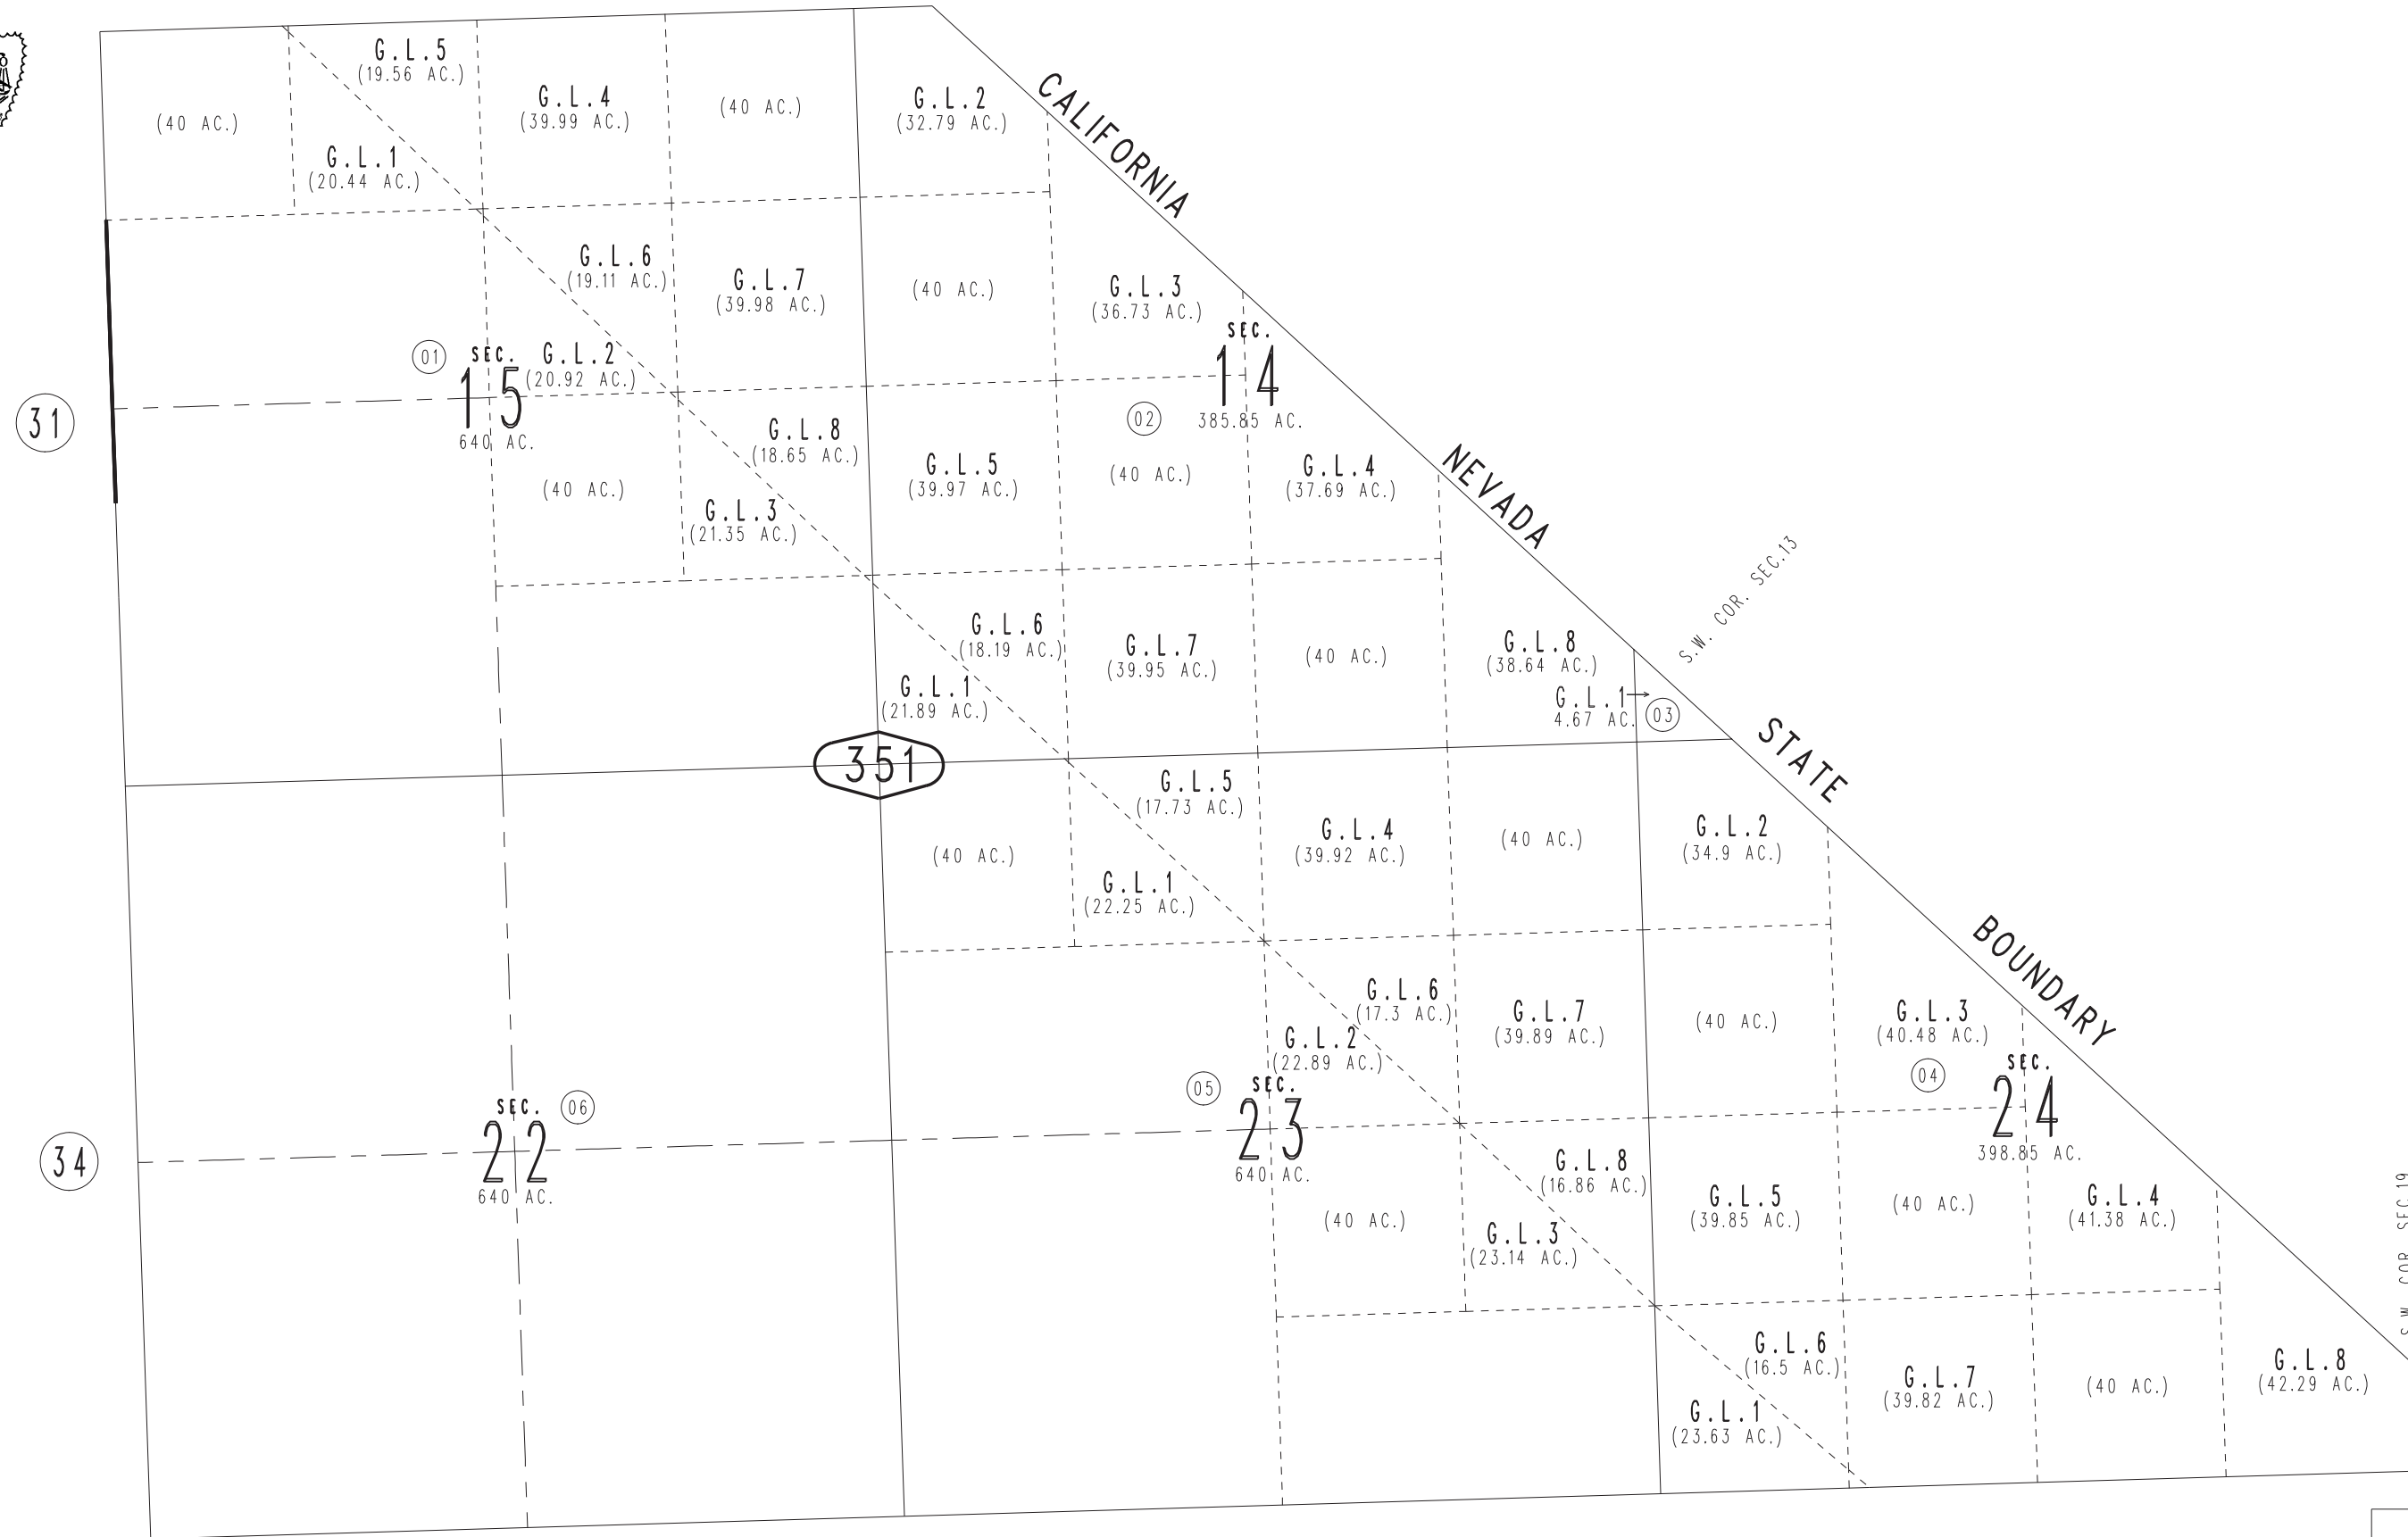 G.L.5
(19.56 AC.)
(40 AC.)
G.L.1
(20.44 AC.)
G.L.4
(39.99 AC.)
(40 AC.)
G.L.2
(32.79 AC.)
CALIFORNIA
G.L.6
(19.11 AC.)
G.L.7
(39.98 AC.)
(40 AC.)
G.L.3
(36.73 AC.)
31
01
SEC.
15
640 AC.
G.L.2
(20.92 AC.)
SEC.
14
385.85 AC.
02
(40 AC.)
G.L.8
(18.65 AC.)
G.L.3
(21.35 AC.)
G.L.5
(39.97 AC.)
(40 AC.)
G.L.4
(37.69 AC.)
NEVADA
S.W. COR. SEC.13
G.L.6
(18.19 AC.)
G.L.1
(21.89 AC.)
G.L.7
(39.95 AC.)
(40 AC.)
G.L.8
(38.64 AC.)
G.L.1
4.67 AC.
03
351
STATE
G.L.5
(17.73 AC.)
(40 AC.)
G.L.1
(22.25 AC.)
G.L.4
(39.92 AC.)
(40 AC.)
G.L.2
(34.9 AC.)
BOUNDARY
G.L.6
(17.3 AC.)
G.L.2
(22.89 AC.)
G.L.7
(39.89 AC.)
(40 AC.)
G.L.3
(40.48 AC.)
34
SEC.
22
640 AC.
06
05
SEC.
23
640 AC.
04
SEC.
24
398.85 AC.
(40 AC.)
G.L.8
(16.86 AC.)
G.L.3
(23.14 AC.)
G.L.5
(39.85 AC.)
(40 AC.)
G.L.4
(41.38 AC.)
S.W. COR. SEC.19
G.L.6
(16.5 AC.)
G.L.1
(23.63 AC.)
G.L.7
(39.82 AC.)
(40 AC.)
G.L.8
(42.29 AC.)